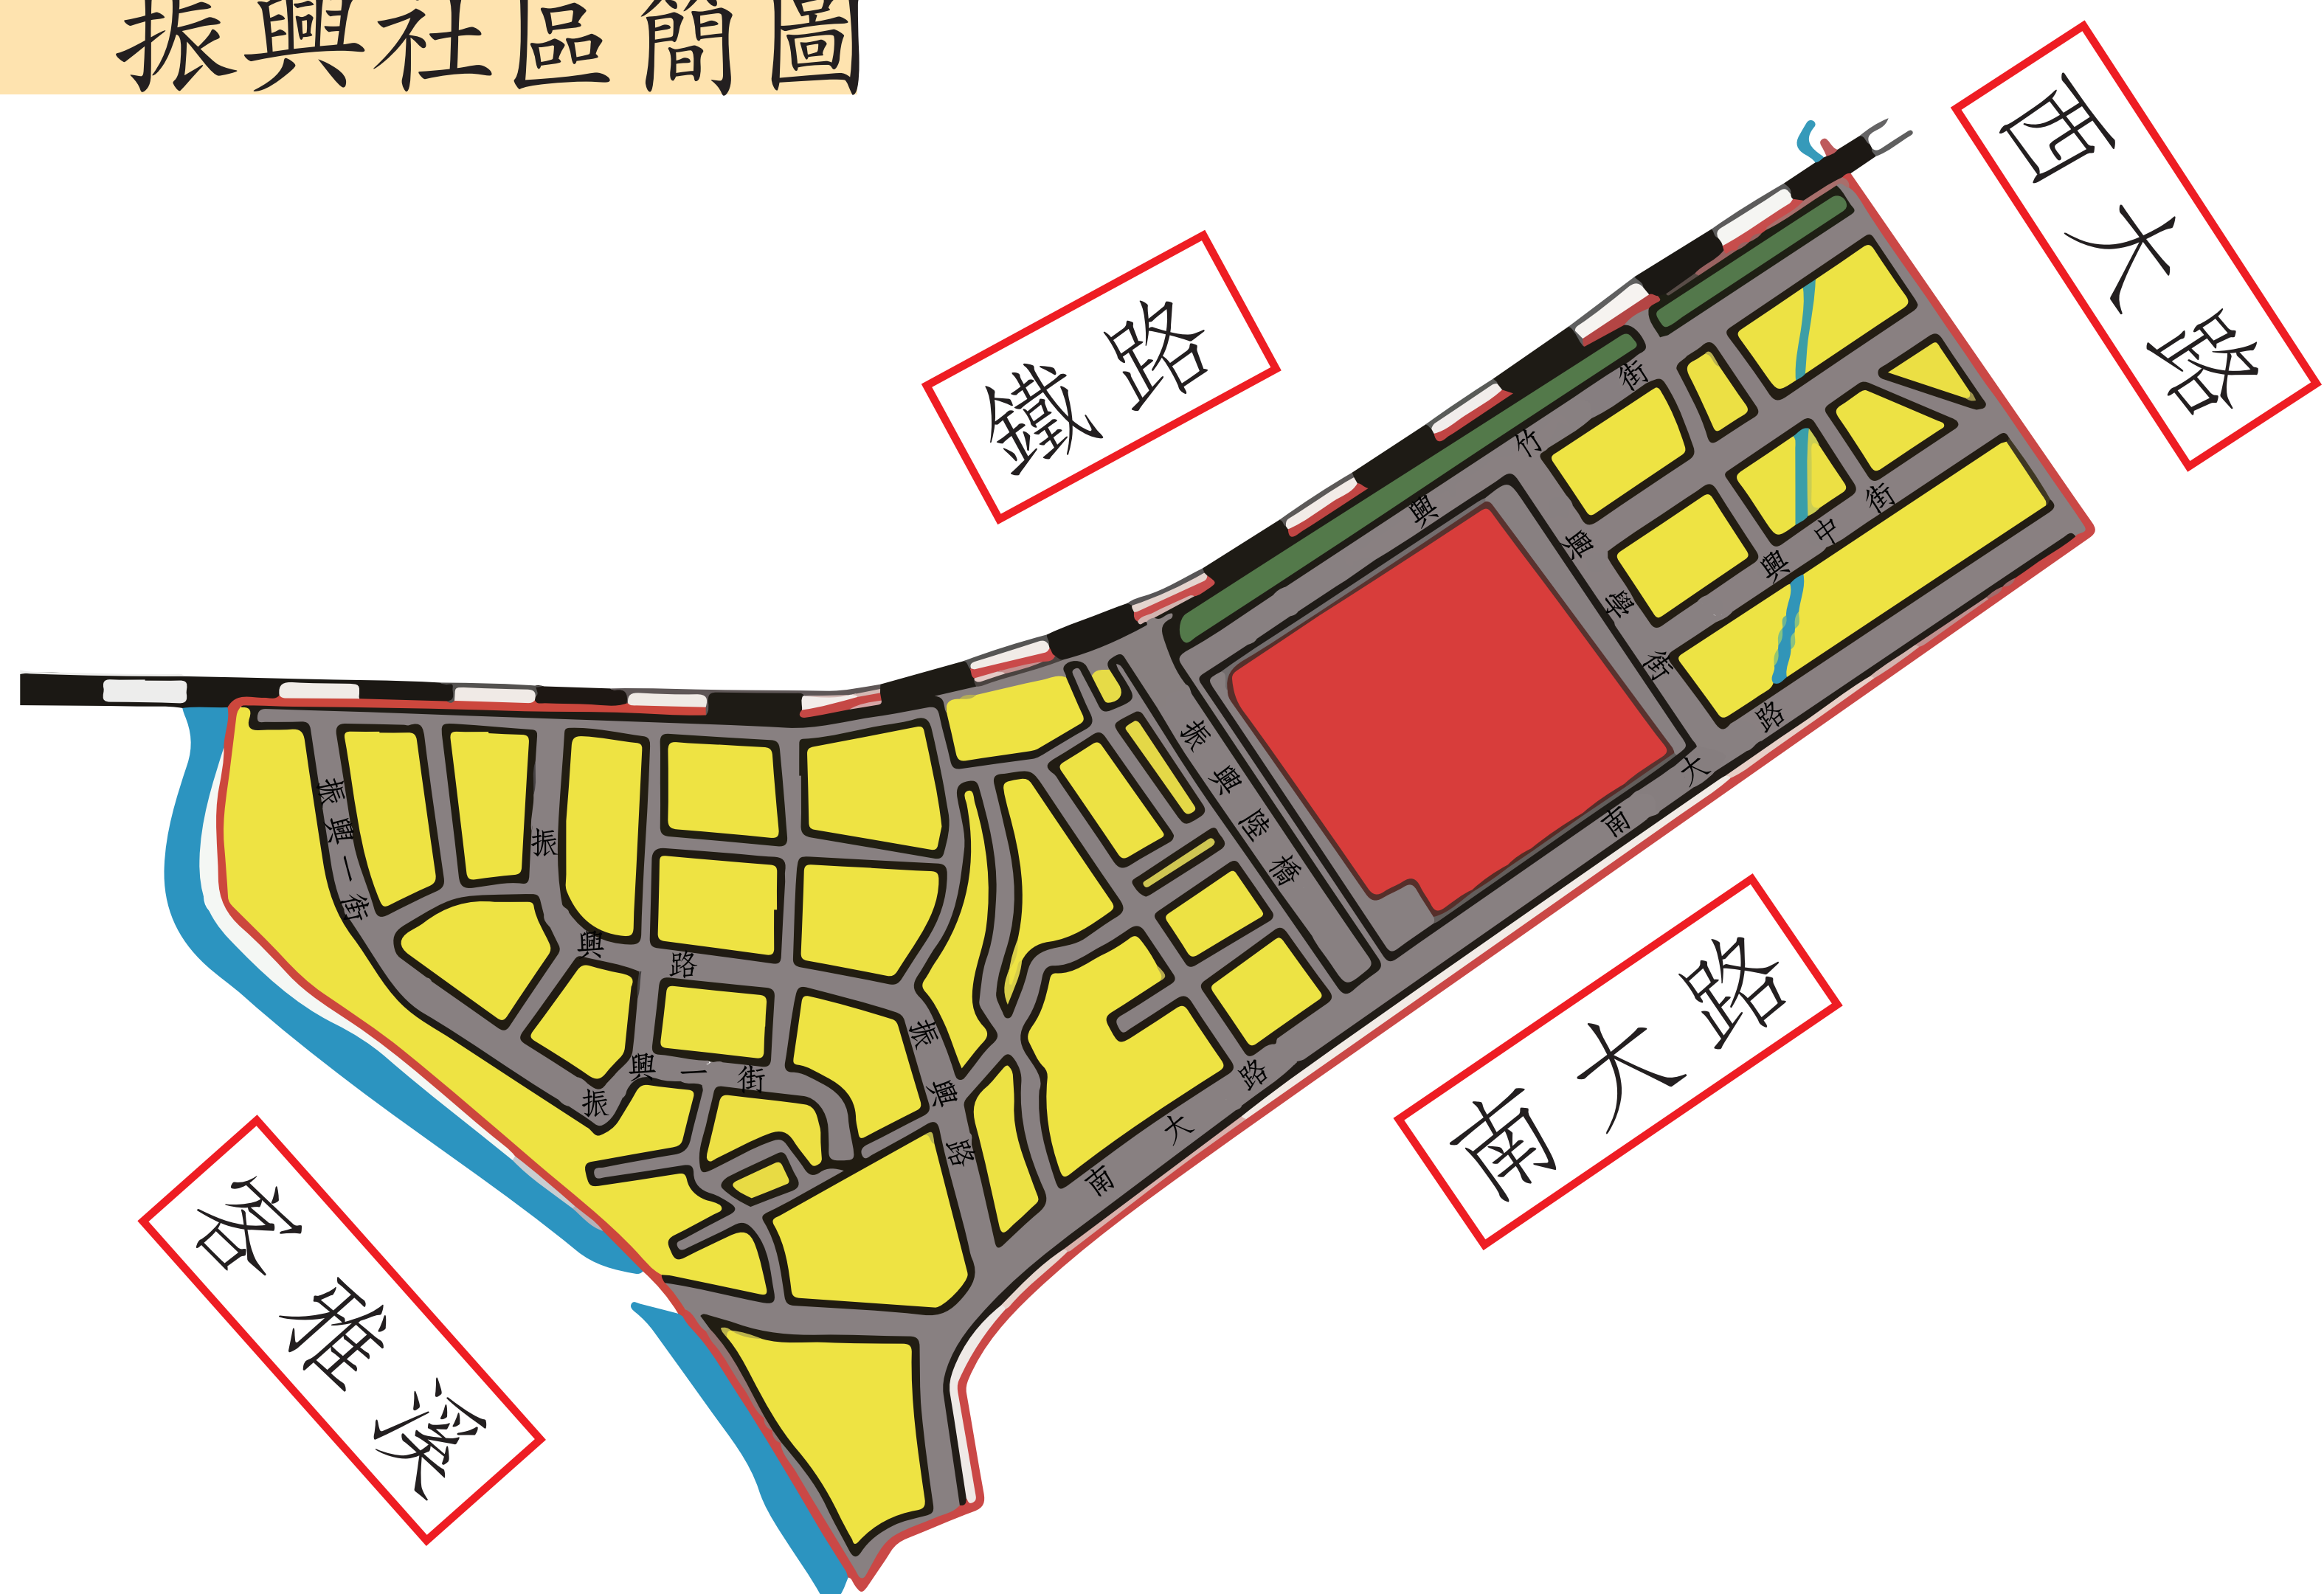 振興社區簡圖
西大路
鐵路
興竹街
興中街
興學街
振興陸橋
南大路
振興一街
振興路
南大路
振興路
振興一街
南大路
客雅溪